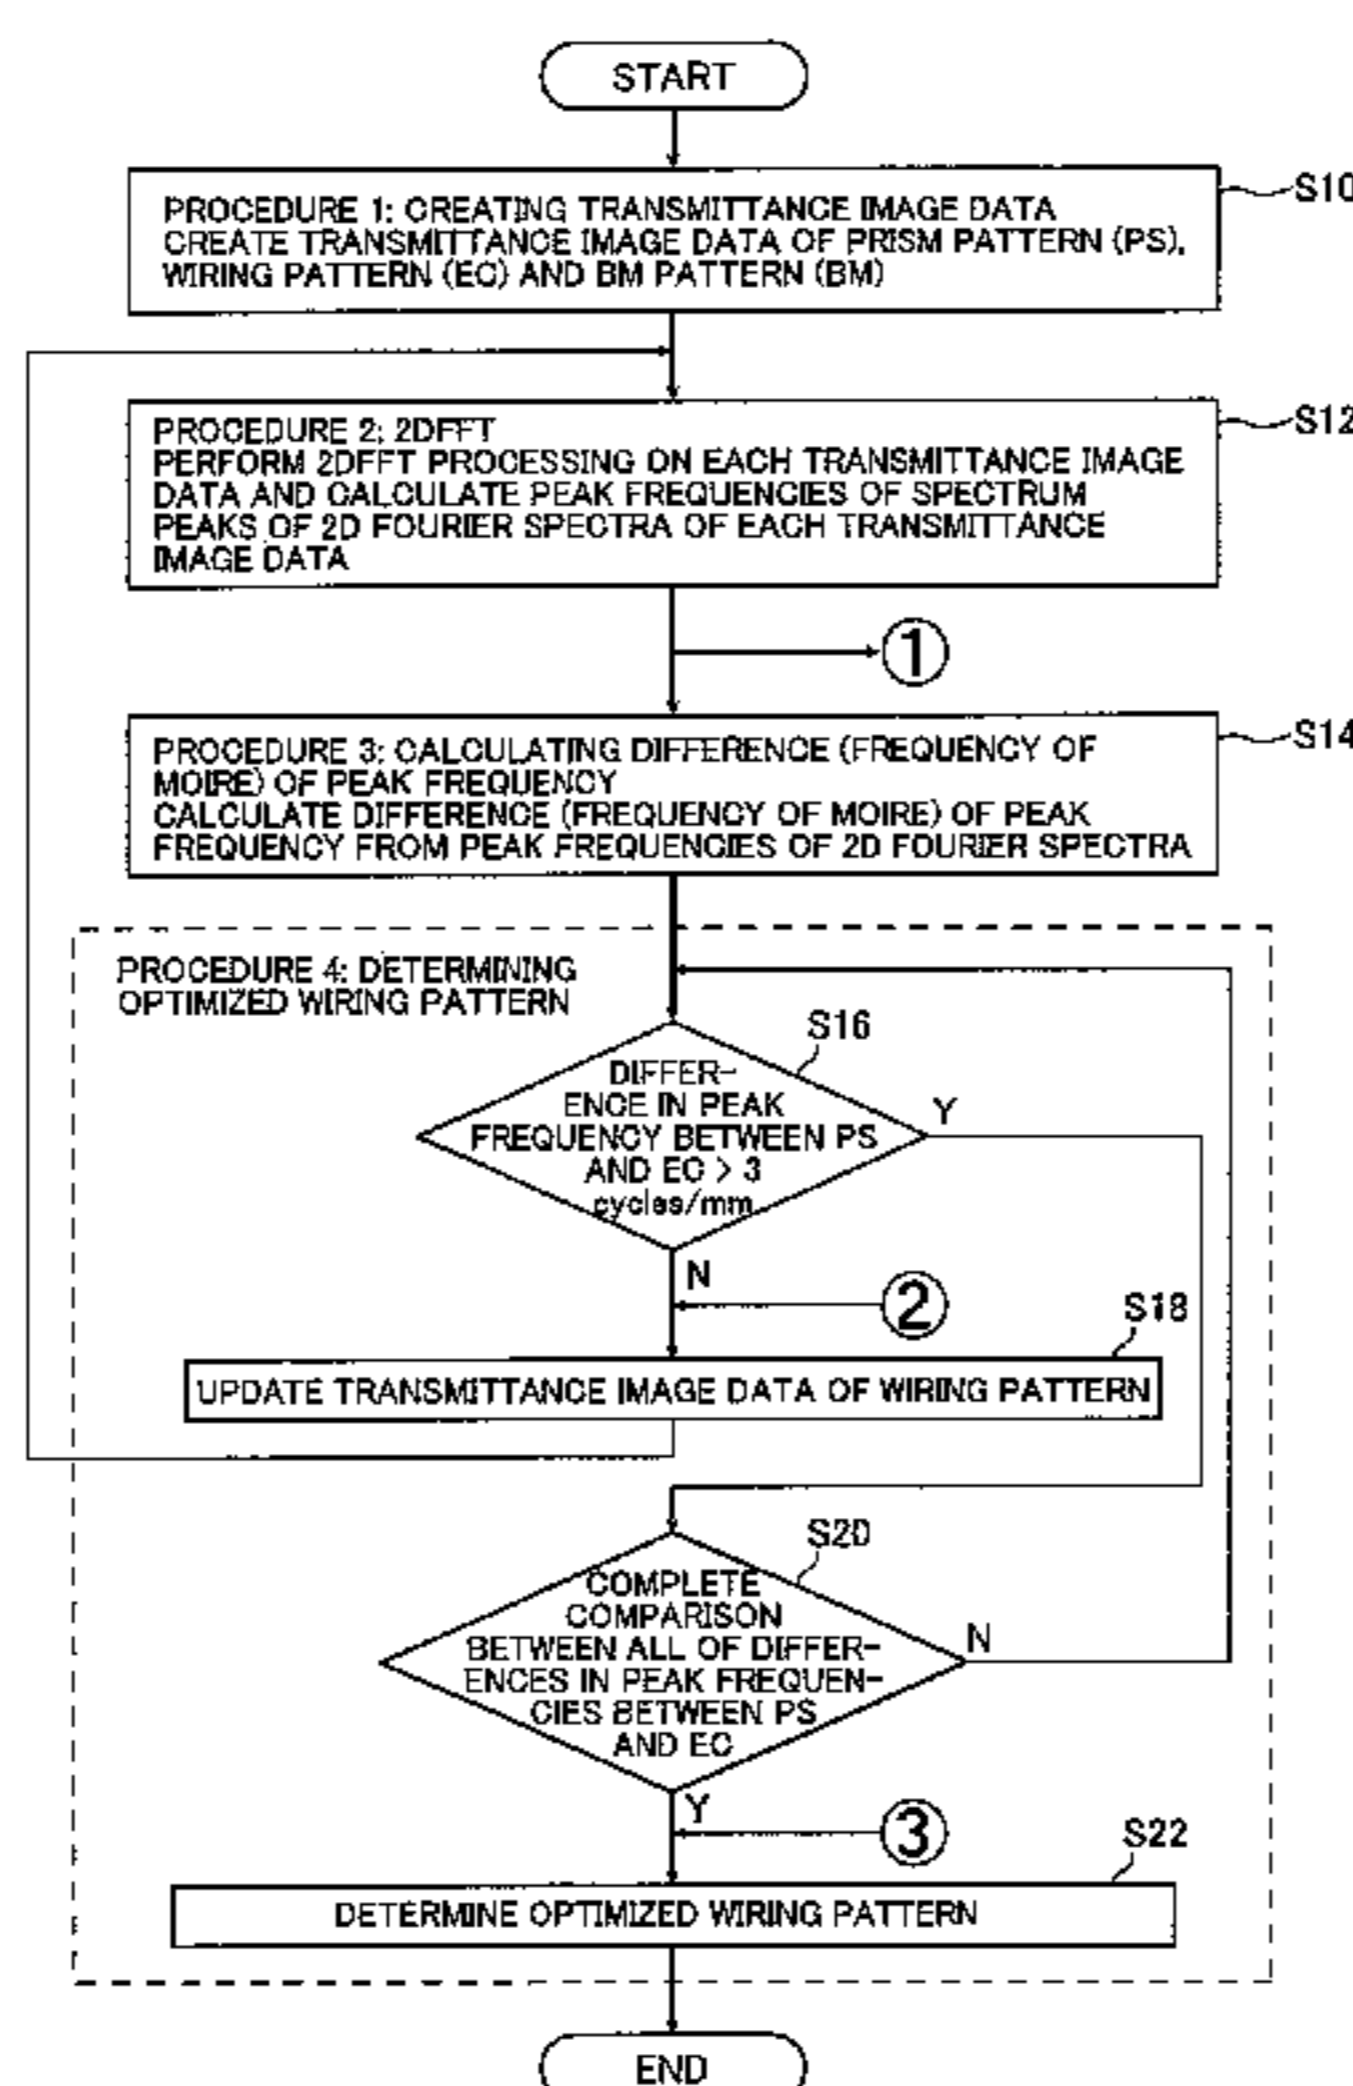 START
S10
PROCEDURE 1: CREATING TRANSMITTANCE IMAGE DATA
CREATE TRANSMITTANCE IMAGE DATA OF PRISM PATTERN (PS),
WIRING PATTERN (EC) AND BM PATTERN (BM)
S12
PROCEDURE 2: 2DFFT
PERFORM 2DFFT PROCESSING ON EACH TRANSMITTANCE IMAGE
DATA AND CALCULATE PEAK FREQUENCIES OF SPECTRUM
PEAKS OF 2D FOURIER SPECTRA OF EACH TRANSMITTANCE
IMAGE DATA
①
S14
PROCEDURE 3: CALCULATING DIFFERENCE (FREQUENCY OF
MOIRE) OF PEAK FREQUENCY
CALCULATE DIFFERENCE (FREQUENCY OF MOIRE) OF PEAK
FREQUENCY FROM PEAK FREQUENCIES OF 2D FOURIER SPECTRA
PROCEDURE 4: DETERMINING
OPTIMIZED WIRING PATTERN
S16
DIFFER-
ENCE IN PEAK
FREQUENCY BETWEEN PS
AND EC > 3
cycles/mm
Y
N
②
S18
UPDATE TRANSMITTANCE IMAGE DATA OF WIRING PATTERN
S20
COMPLETE
COMPARISON
BETWEEN ALL OF DIFFER-
ENCES IN PEAK FREQUEN-
CIES BETWEEN PS
AND EC
N
Y
③
S22
DETERMINE OPTIMIZED WIRING PATTERN
END